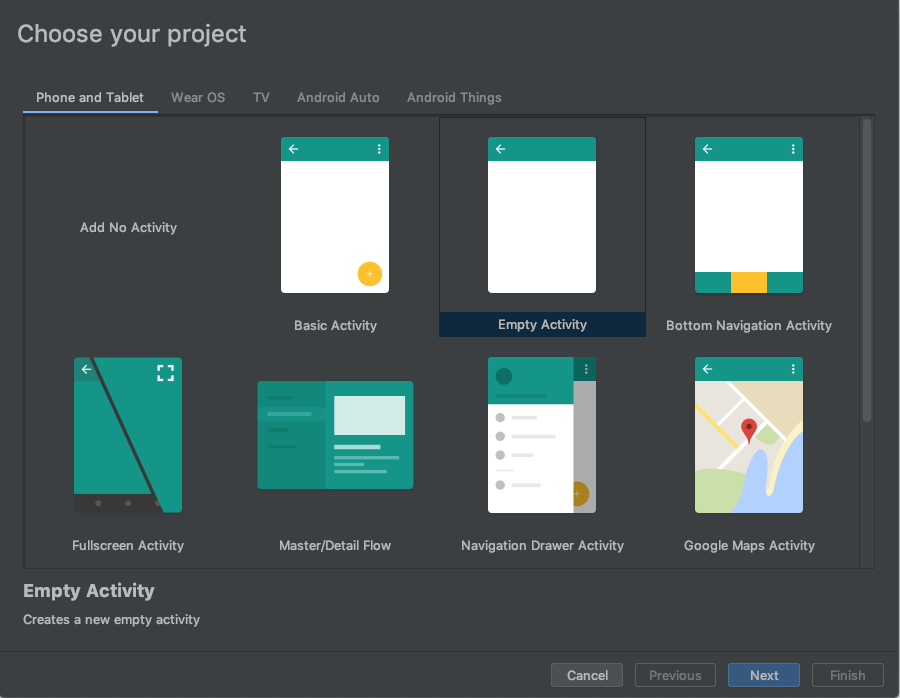 Choose your project
Phone and Tablet Wear OS TV Android Auto Android Things
Add No Activity
Basic Activity
Empty Activity
Bottom Navigation Activity
Fullscreen Activity
Master/Detail Flow
Navigation Drawer Activity
Google Maps Activity
Empty Activity
Creates a new empty activity
Cancel Previous Next Finish